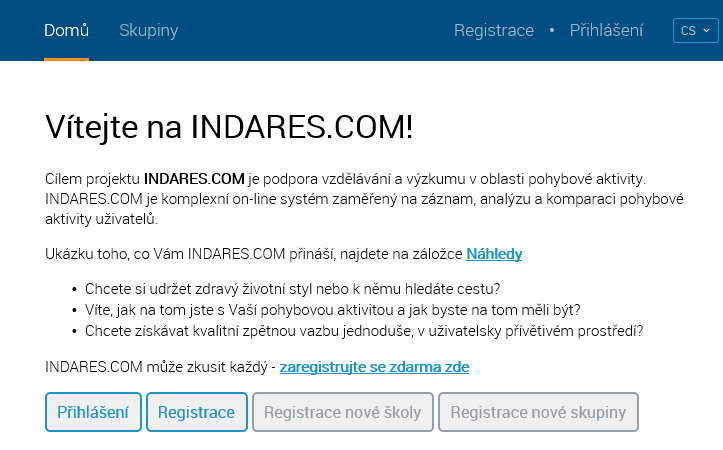 Domů Skupiny Registrace • Přihlášení CS
Vítejte na INDARES.COM!
Cílem projektu INDARES.COM je podpora vzdělávání a výzkumu v oblasti pohybové aktivity.
INDARES.COM je komplexní on-line systém zaměřený na záznam, analýzu a komparaci pohybové
aktivity uživatelů.
Ukázku toho, co Vám INDARES.COM přináší, najdete na záložce Náhledy
• Chcete si udržet zdravý životní styl nebo k němu hledáte cestu?
• Víte, jak na tom jste s Vaší pohybovou aktivitou a jak byste na tom měli být?
• Chcete získávat kvalitní zpětnou vazbu jednoduše, v uživatelsky přívětivém prostředí?
INDARES.COM může zkusit každý - zaregistrujte se zdarma zde
Přihlášení Registrace Registrace nové školy Registrace nové skupiny